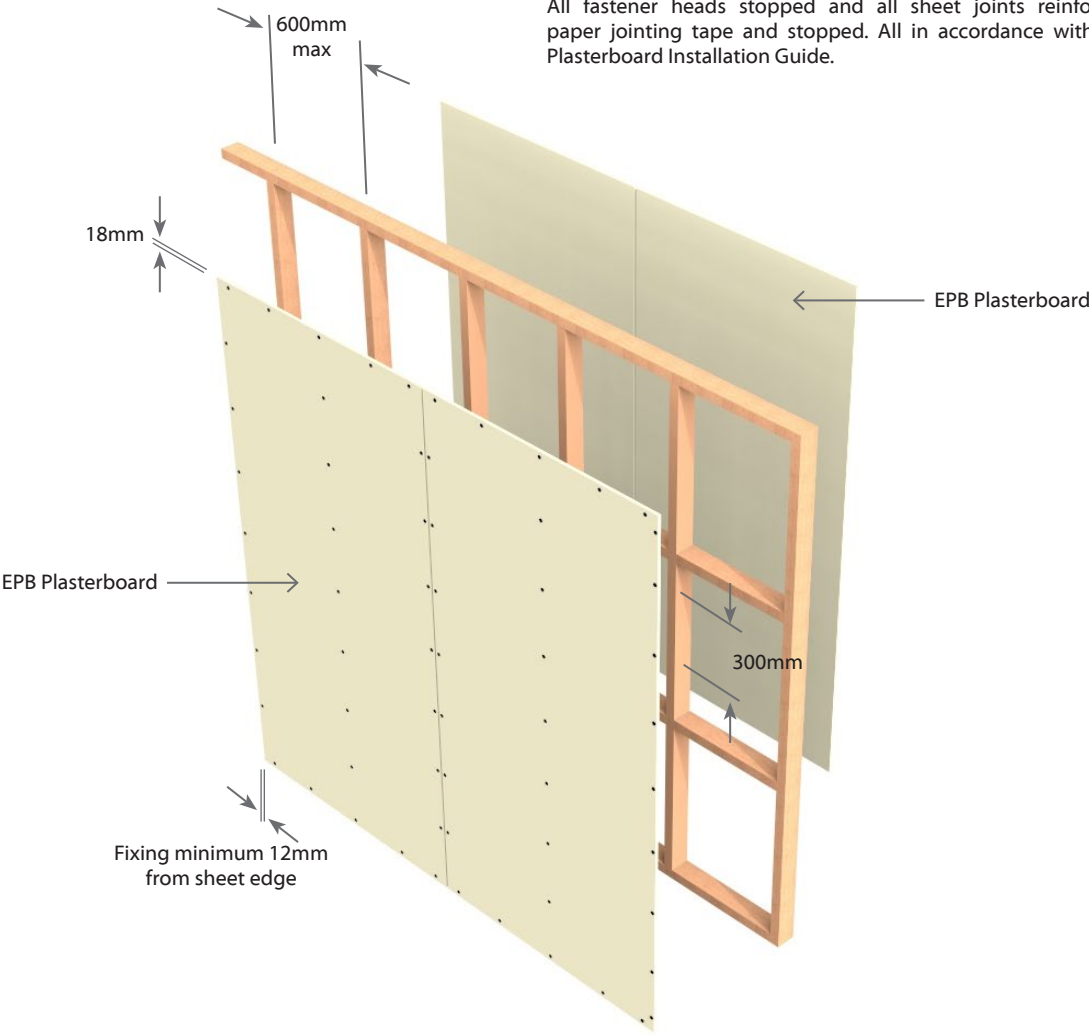 All fastener heads stopped and all sheet joints
paper jointing tape and stopped. All in accordance with
Plasterboard Installation Guide.
600mm
max
18mm
EPB Plasterboard
EPB Plasterboard
300mm
Fixing minimum 12mm
from sheet edge